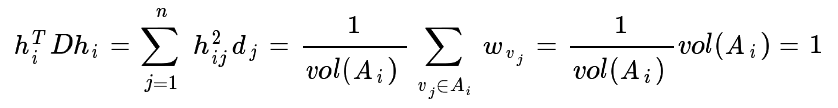 h_i^T D h_i = \sum_{j=1}^{n} h_{ij}^2 d_j = \frac{1}{vol(A_i)} \sum_{v_j \in A_i} w_{v_j} = \frac{1}{vol(A_i)} vol(A_i) = 1